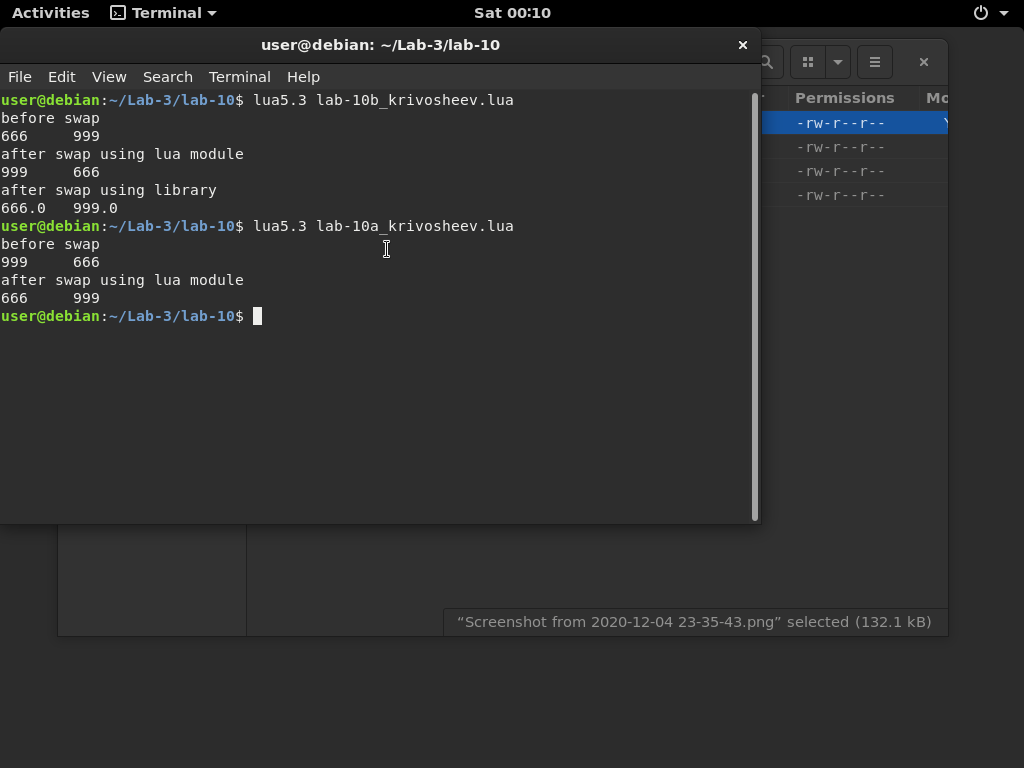 Activities Terminal Sat 00:10
user@debian: ~/Lab-3/lab-10
File Edit View Search Terminal Help
user@debian:~/Lab-3/lab-10$ lua5.3 lab-10b_krivosheev.lua
before swap
666 999
after swap using lua module
999 666
after swap using library
666.0 999.0
user@debian:~/Lab-3/lab-10$ lua5.3 lab-10a_krivosheev.lua
before swap
999 666
after swap using lua module
666 999
user@debian:~/Lab-3/lab-10$
Permissions
-rw-r--r--
-rw-r--r--
-rw-r--r--
-rw-r--r--
“Screenshot from 2020-12-04 23-35-43.png” selected (132.1 kB)